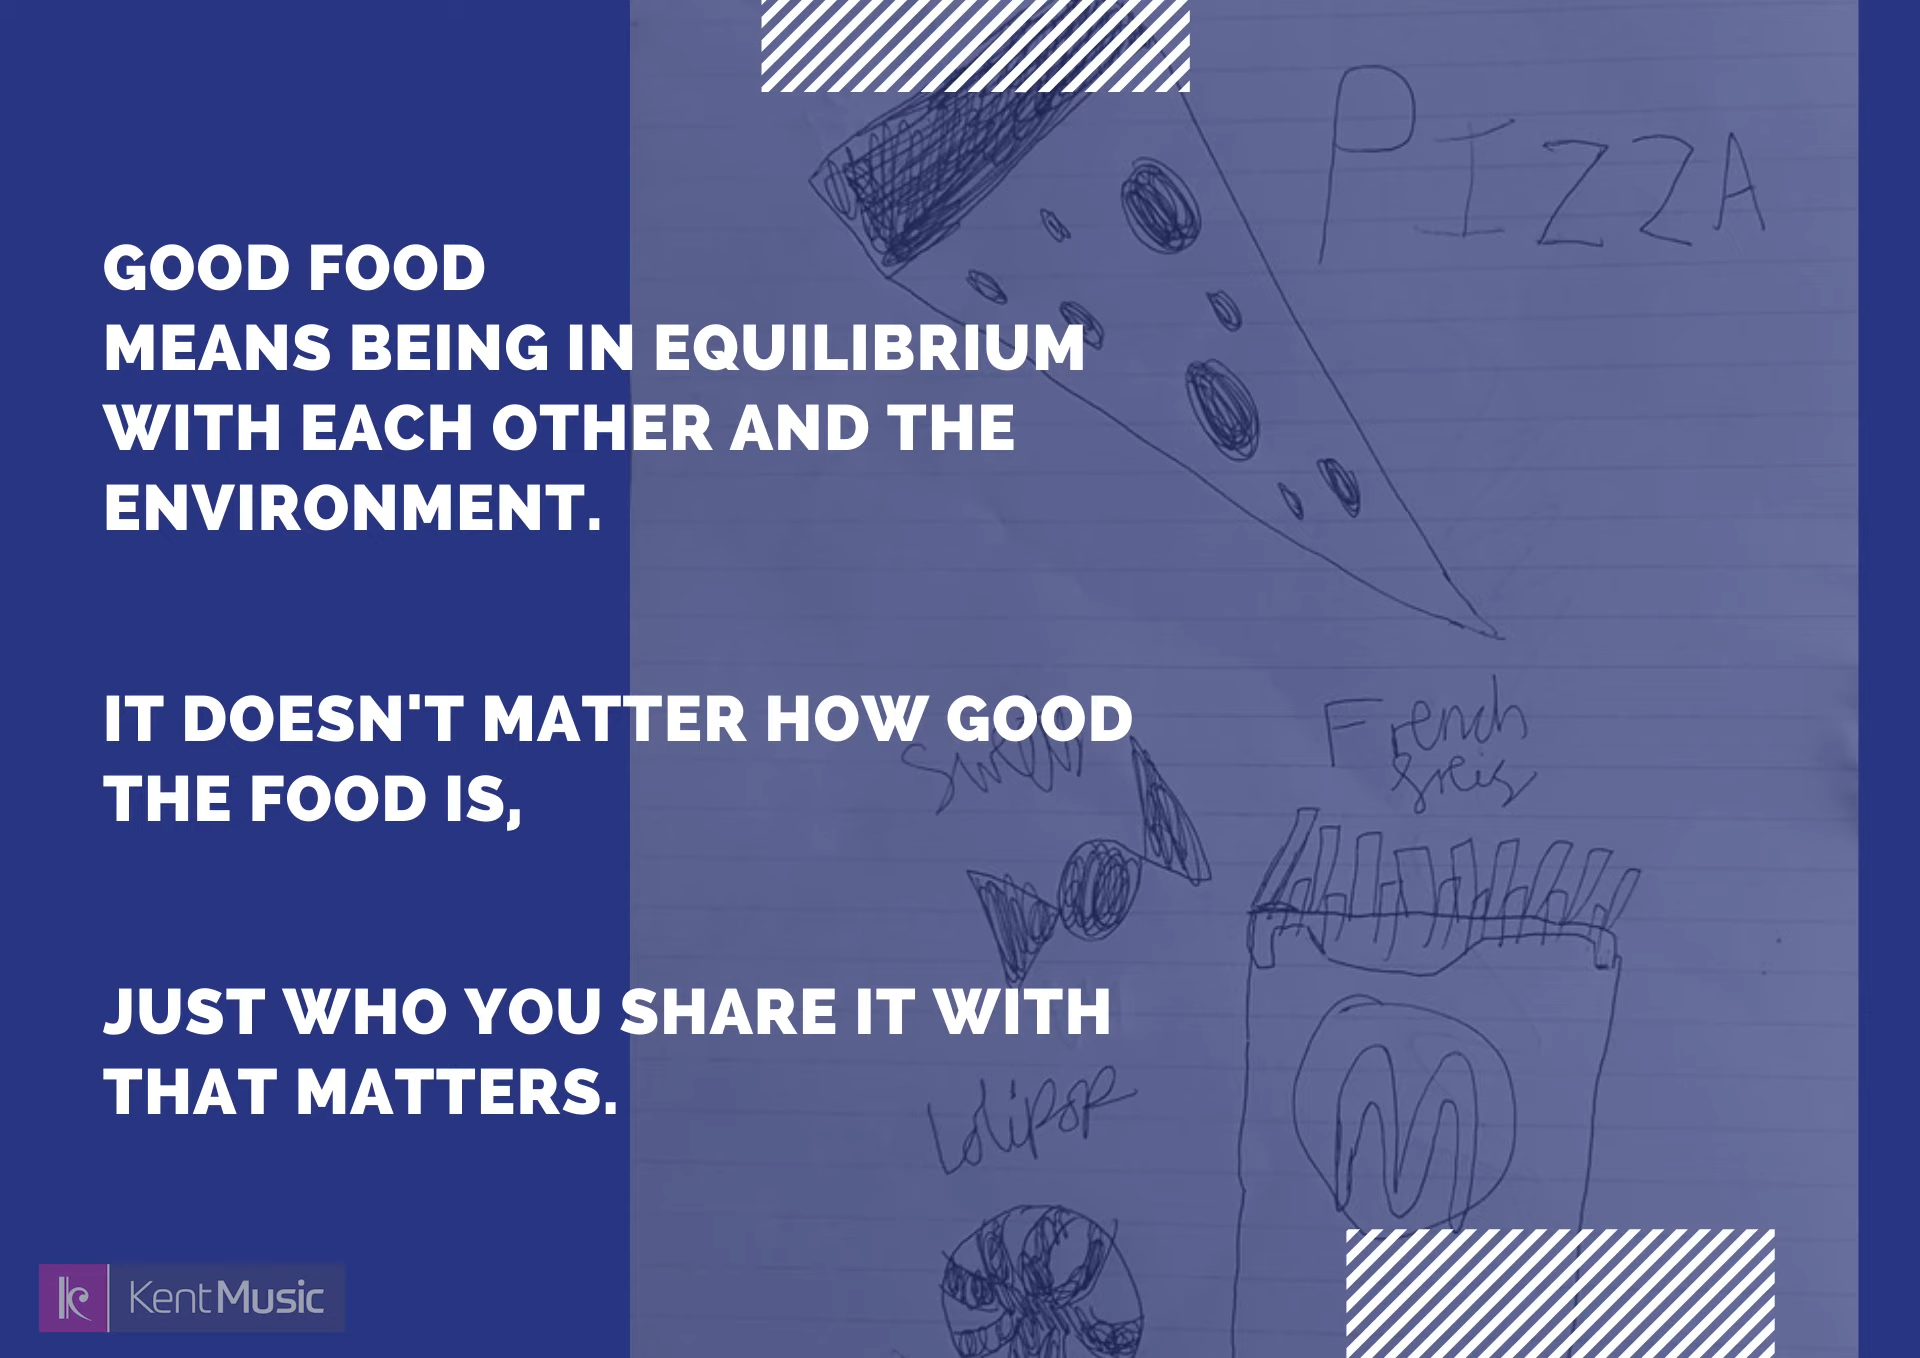 PIZZA
GOOD FOOD
MEANS BEING IN EQUILIBRIUM
WITH EACH OTHER AND THE
ENVIRONMENT.
IT DOESN'T MATTER HOW GOOD
THE FOOD IS,
French
JUST WHO YOU SHARE IT WITH
THAT MATTERS.
Lolipop
M
KentMusic